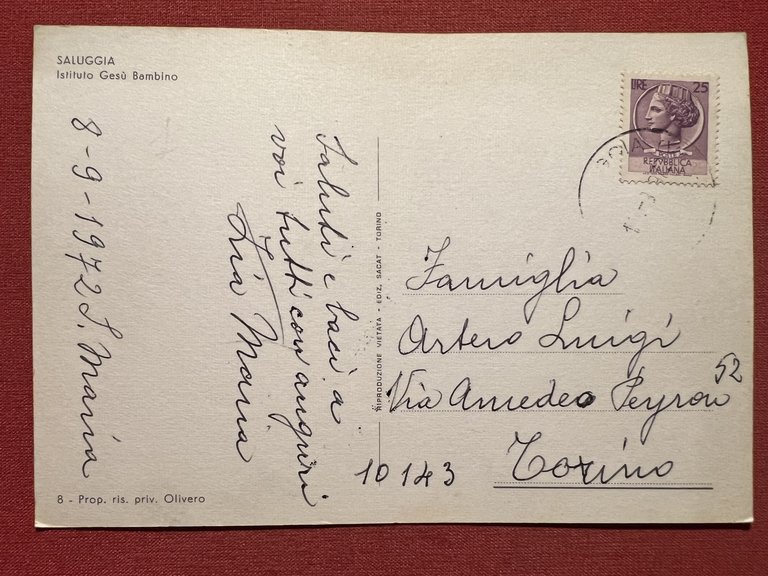 SALUGGIA
Istituto Gesù Bambino
8-9-1972 S. Maria
Saluti e baci a
voi tutti con auguri
Zia Maria
RIPRODUZIONE VIETATA - EDIZ. SACAT - TORINO
LIRE 25
REPUBBLICA
ITALIANA
Famiglia
Artero Luigi
Via Amedeo Peyron 52
10143 Torino
8 - Prop. ris. priv. Olivero